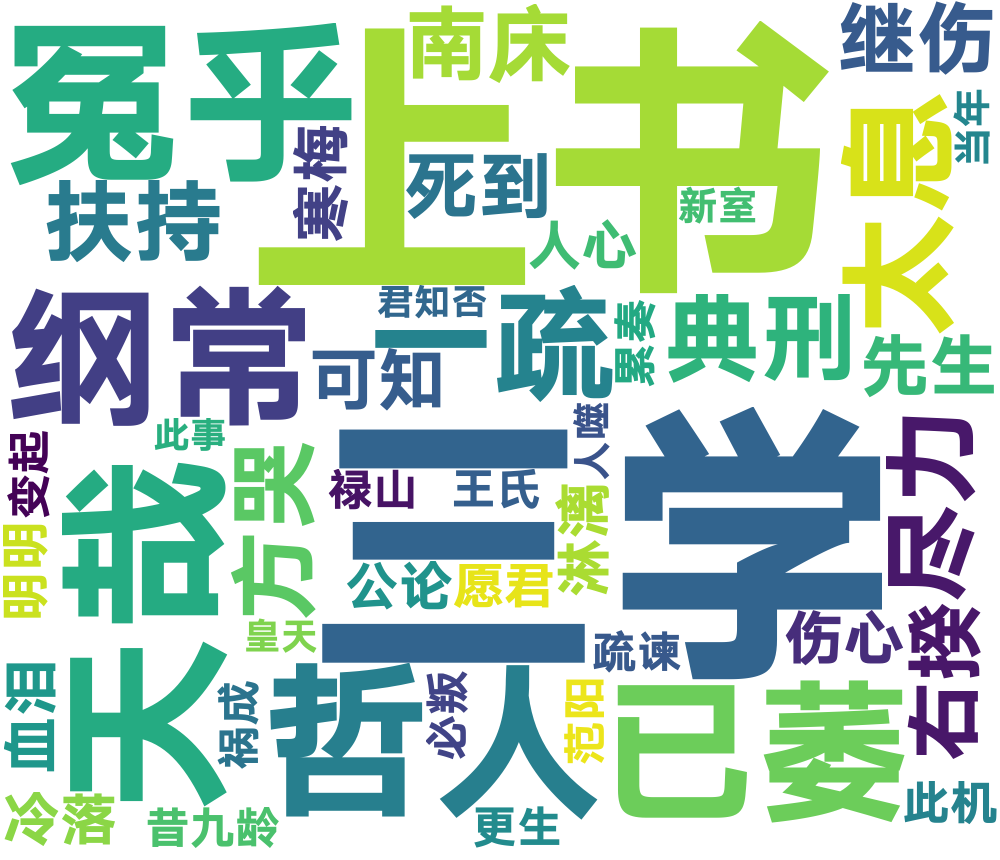 冤乎
上书
南床
继伤
太息
当年
寒梅
死到
扶持
新室
人心
纲常
君知否
一疏
累奏
典刑
可知
先生
此事
变起
三学
人噬
哉天
方哭
禄山
王氏
尽力
明明
淋漓
公论
愿君
皇天
疏谏
伤心
右揆
血泪
祸成
哲人
必叛
范阳
已萎
冷落
昔九龄
更生
此机